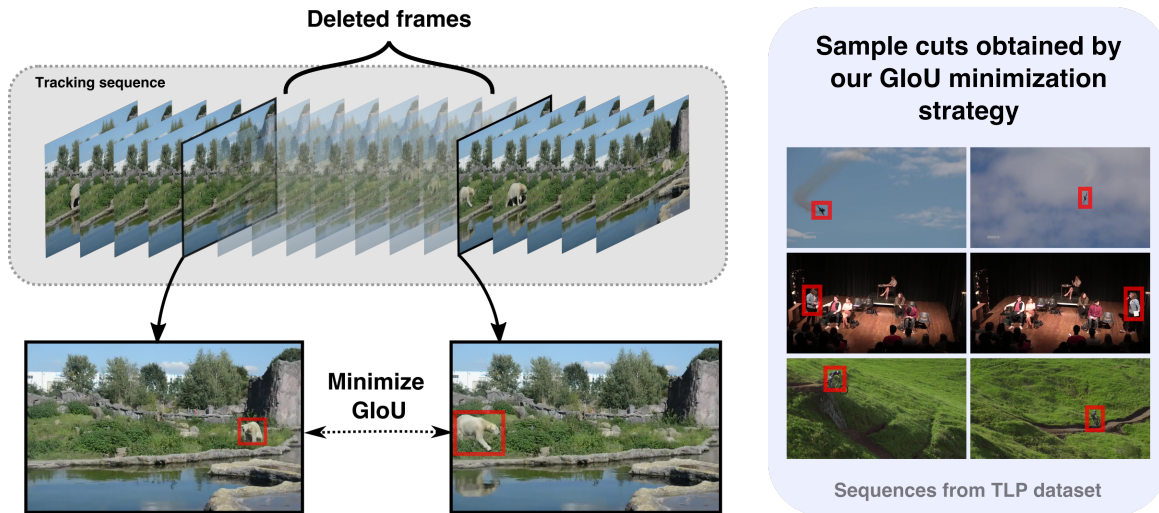 Deleted frames
Tracking sequence
Minimize
GIoU
Sample cuts obtained by
our GIoU minimization
strategy
Sequences from TLP dataset